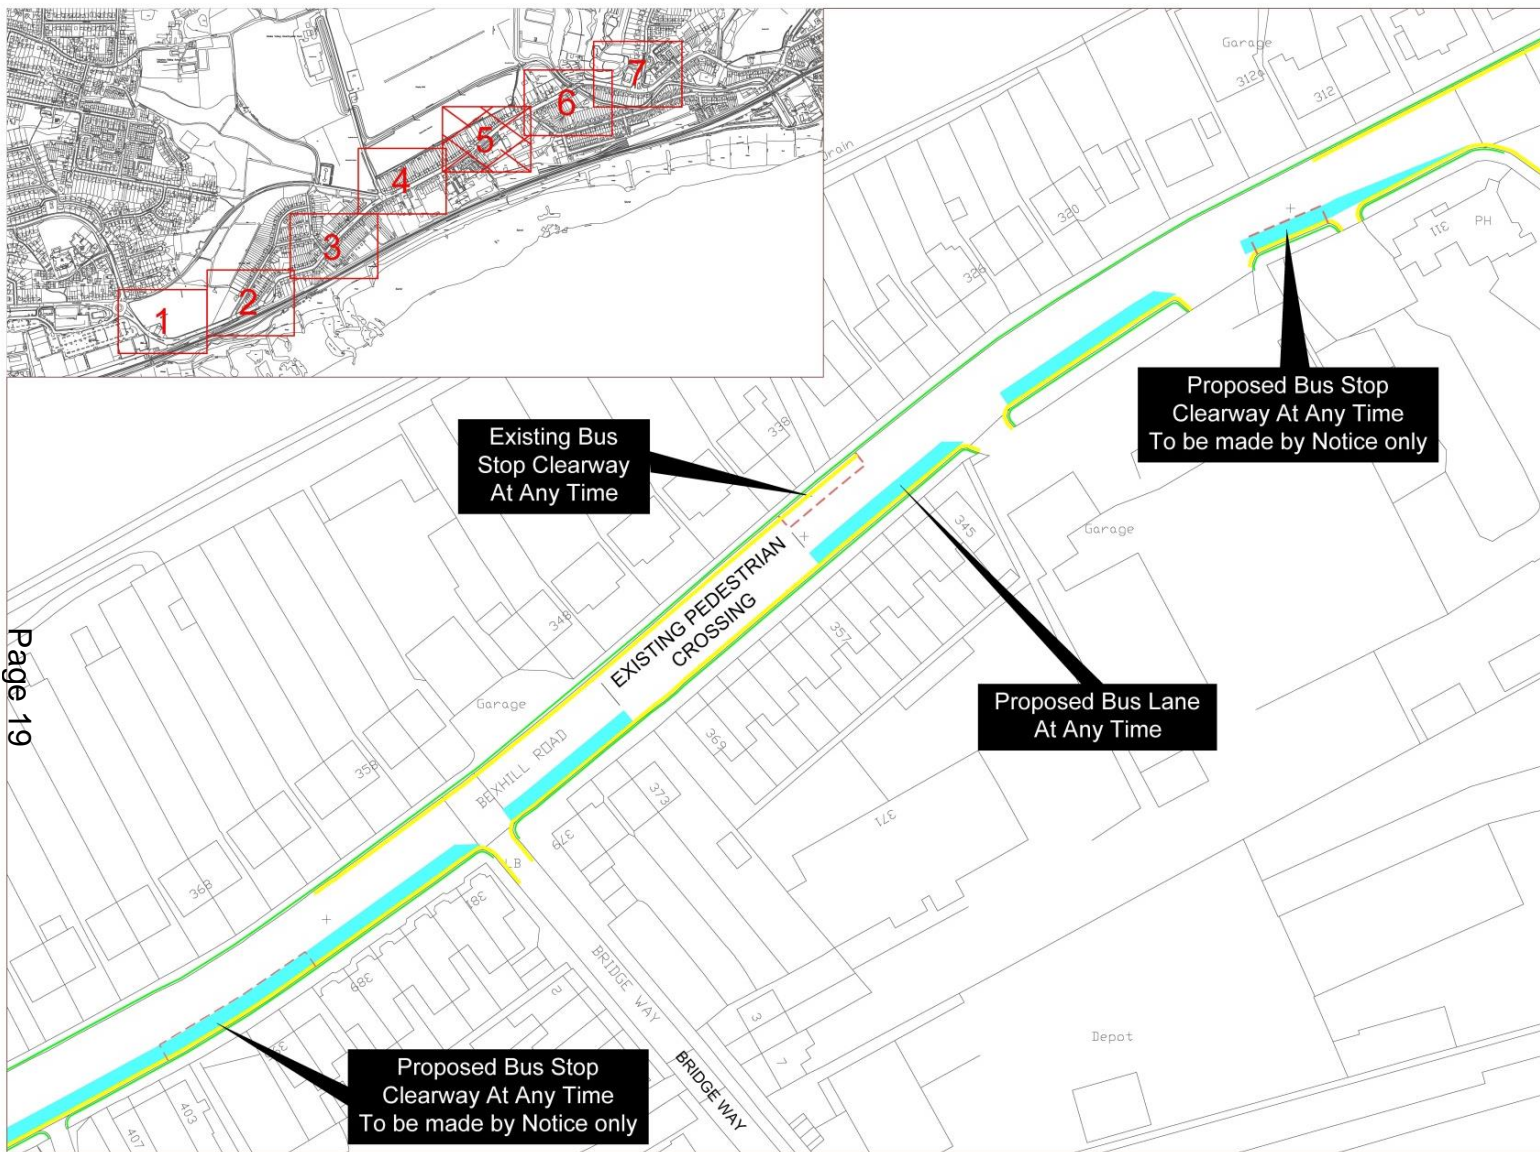 1
2
3
4
5
6
7
Garage
312a
312
320
326
338
348
358
368
Drain
311
PH
Proposed Bus Stop
Clearway At Any Time
To be made by Notice only
Existing Bus
Stop Clearway
At Any Time
EXISTING PEDESTRIAN
CROSSING
Garage
345
357
369
373
379
371
Proposed Bus Lane
At Any Time
Garage
BEXHILL ROAD
LB
381
389
403
407
2
3
7
BRIDGE WAY
BRIDGE WAY
Depot
Proposed Bus Stop
Clearway At Any Time
To be made by Notice only
Page 19